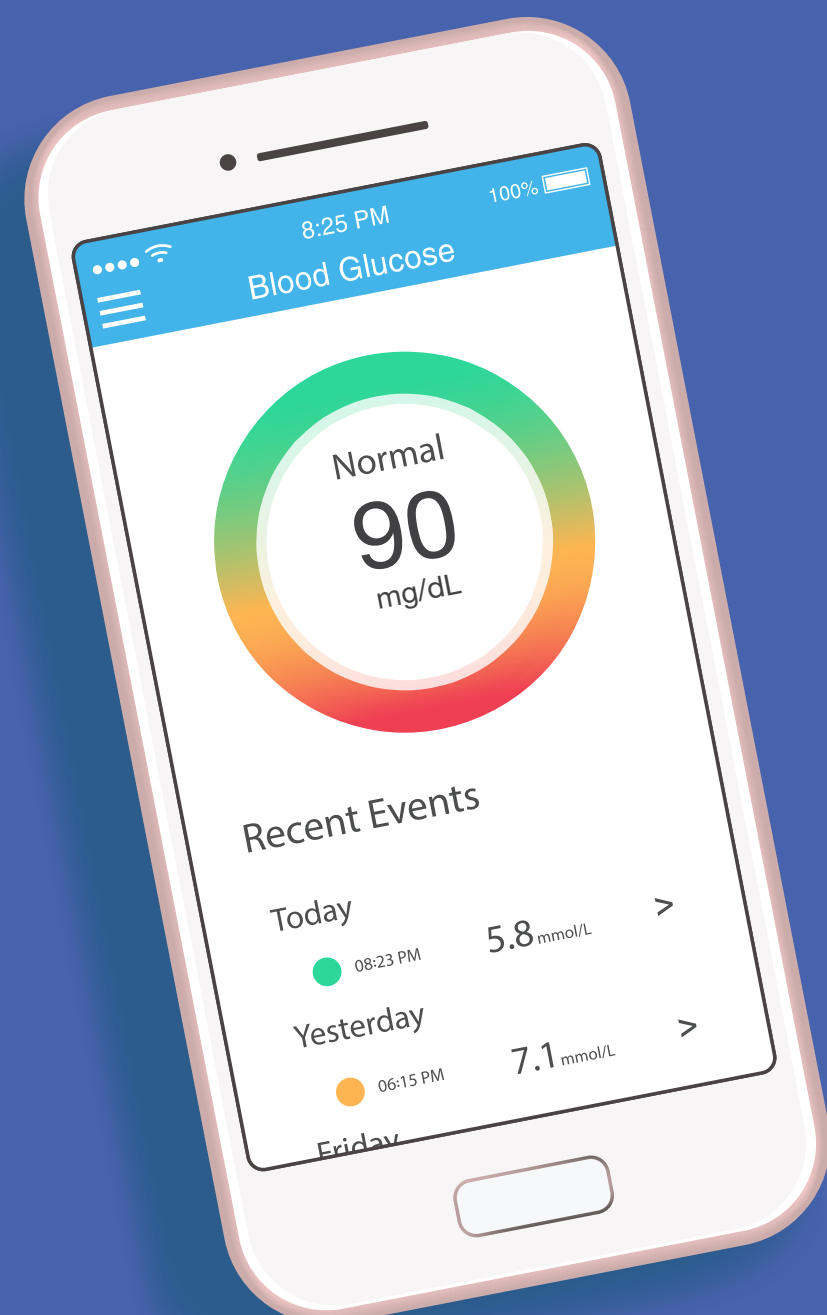 8:25 PM 100%
Blood Glucose
Normal
90
mg/dL
Recent Events
Today
08:23 PM 5.8 mmol/L >
Yesterday
06:15 PM 7.1 mmol/L >
Friday